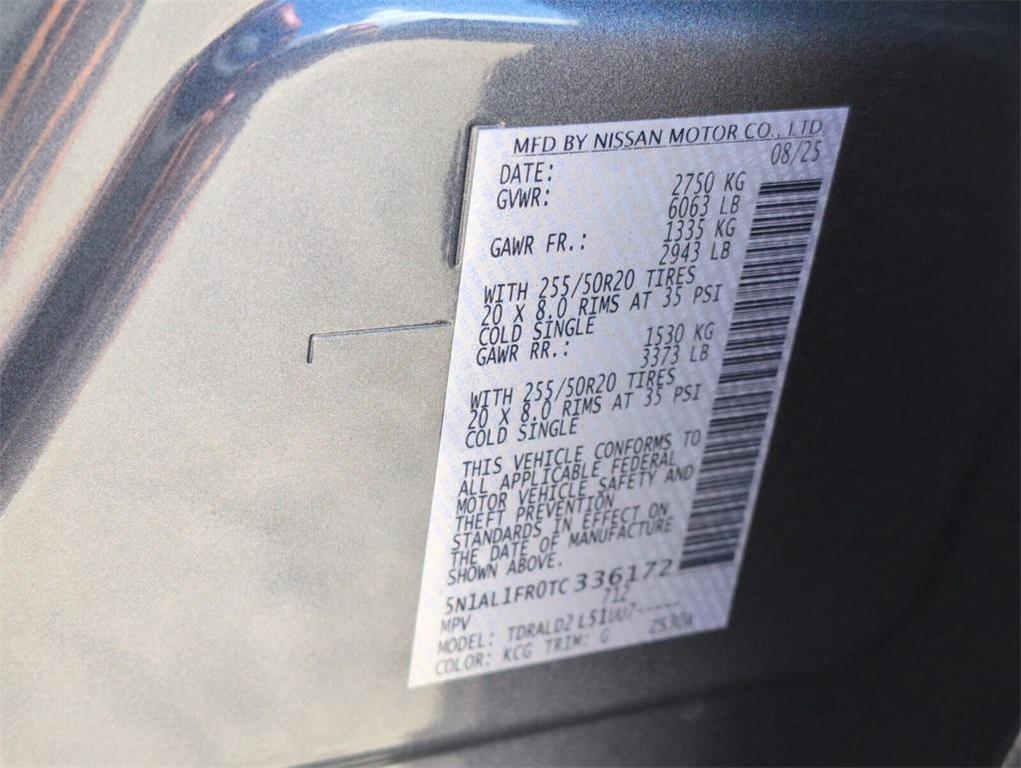 MFD BY NISSAN MOTOR CO., LTD
DATE: 08/25
GVWR: 2750 KG
6063 LB
GAWR FR.: 1335 KG
2943 LB
WITH 255/50R20 TIRES
20 X 8.0 RIMS AT 35 PSI
COLD SINGLE
GAWR RR.: 1530 KG
3373 LB
WITH 255/50R20 TIRES
20 X 8.0 RIMS AT 35 PSI
COLD SINGLE
THIS VEHICLE CONFORMS TO
ALL APPLICABLE FEDERAL
MOTOR VEHICLE SAFETY AND
THEFT PREVENTION
STANDARDS IN EFFECT ON
THE DATE OF MANUFACTURE
SHOWN ABOVE.
5N1AL1FR0TC336172
MPV 712
MODEL: TDRALD2 L51UU7-----
COLOR: KCG TRIM: G